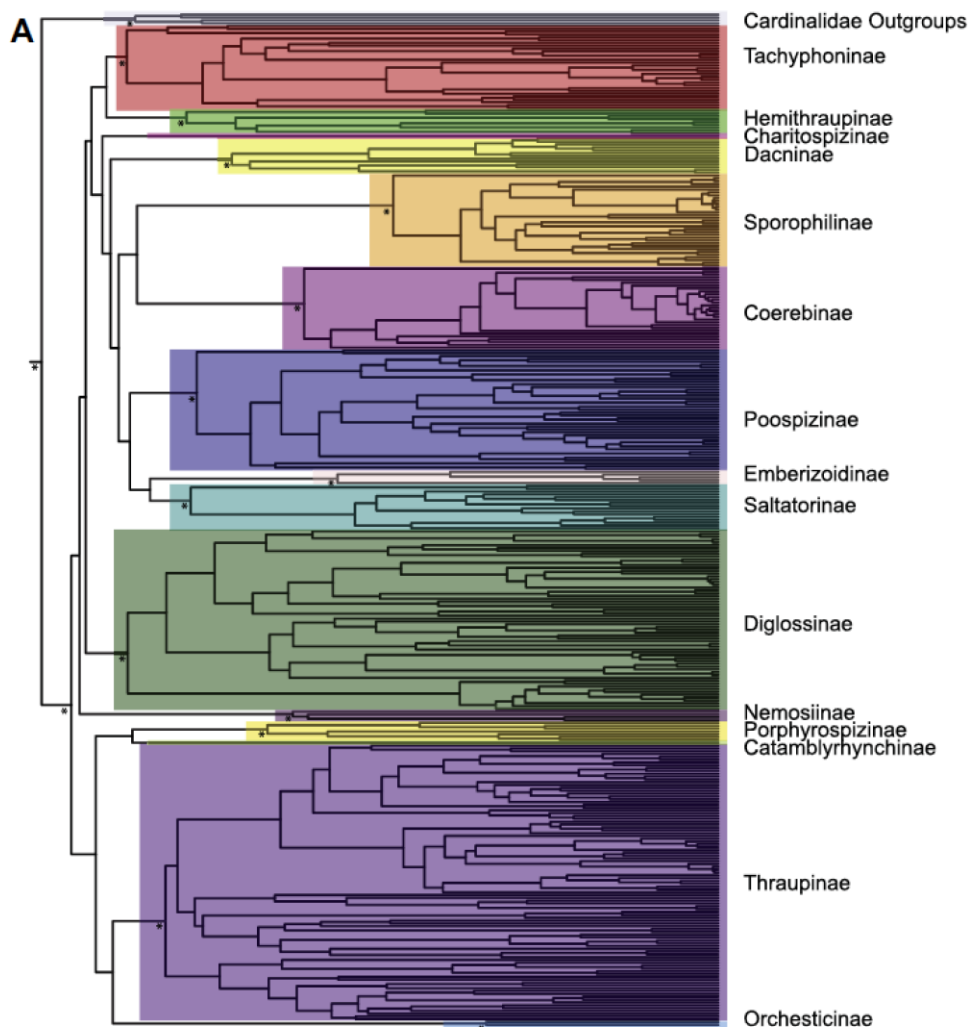 A
Cardinalidae Outgroups
Tachyphoninae
Hemithraupinae
Charitospizinae
Dacninae
Sporophilinae
Coerebinae
Poospizinae
Emberizoidinae
Saltatorinae
Diglossinae
Nemosiinae
Porphyrospizinae
Catamblyrhynchinae
Thraupinae
Orchesticinae